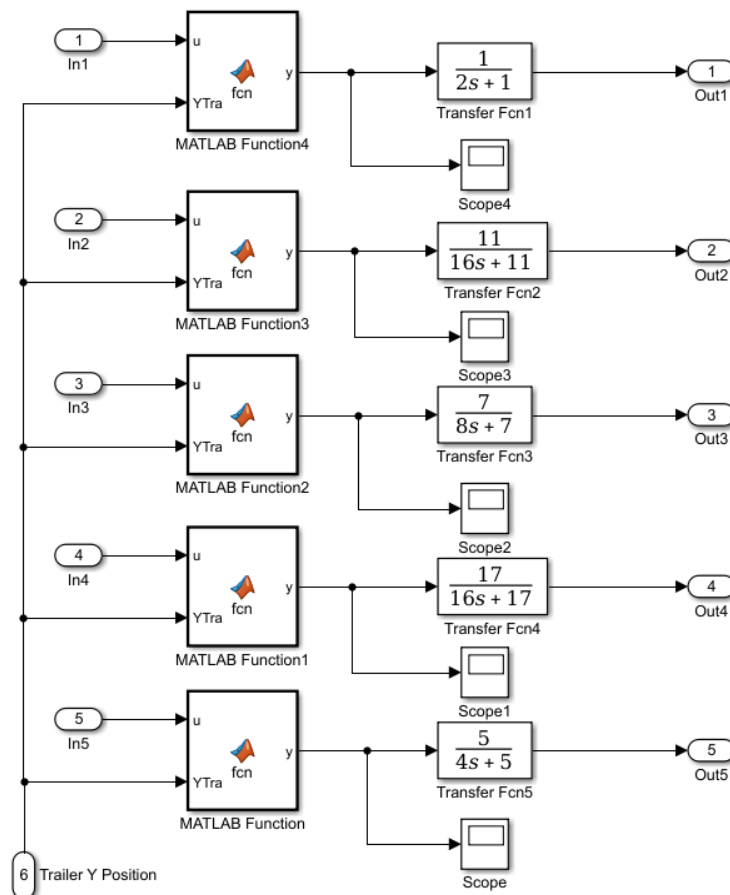 1
In1
u
YTra
fcn
y
MATLAB Function4
1
2s + 1
Transfer Fcn1
1
Out1
Scope4
2
In2
u
YTra
fcn
y
MATLAB Function3
11
16s + 11
Transfer Fcn2
2
Out2
Scope3
3
In3
u
YTra
fcn
y
MATLAB Function2
7
8s + 7
Transfer Fcn3
3
Out3
Scope2
4
In4
u
YTra
fcn
y
MATLAB Function1
17
16s + 17
Transfer Fcn4
4
Out4
Scope1
5
In5
u
YTra
fcn
y
MATLAB Function
5
4s + 5
Transfer Fcn5
5
Out5
Scope
6
Trailer Y Position